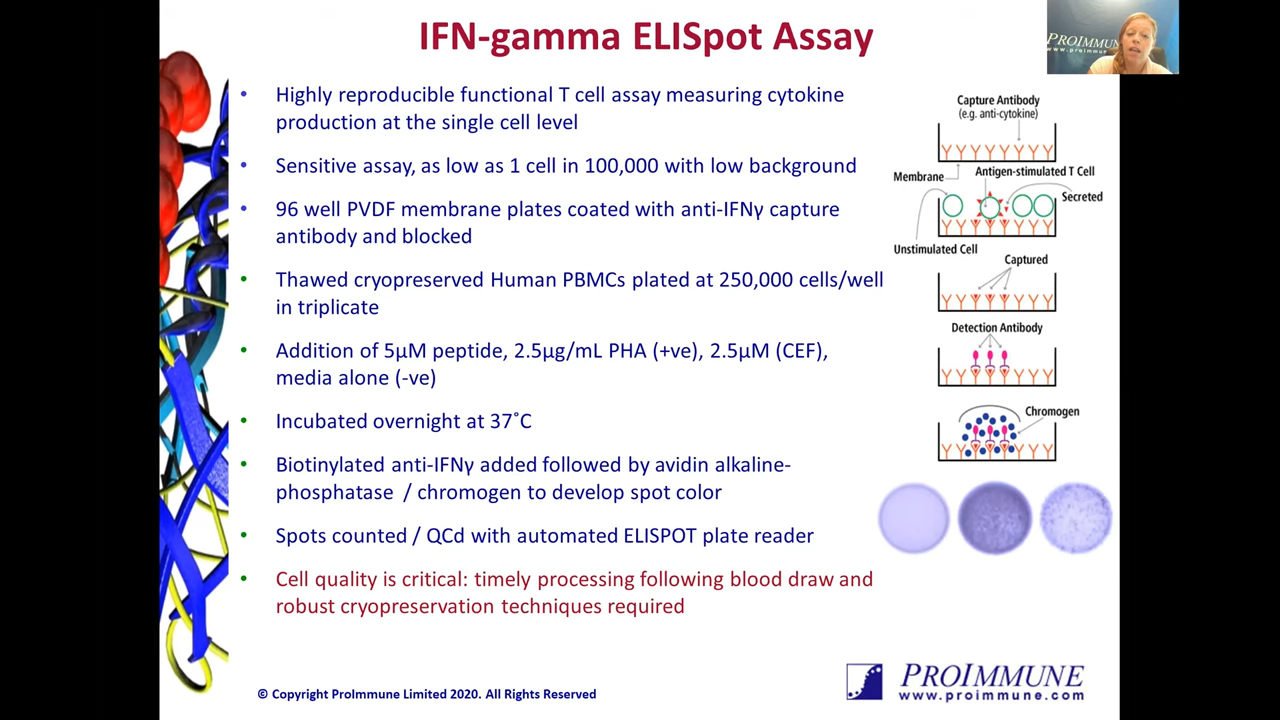 IFN-gamma ELISpot Assay
PROIMMUNE
www.proimmune
• Highly reproducible functional T cell assay measuring cytokine
production at the single cell level
• Sensitive assay, as low as 1 cell in 100,000 with low background
• 96 well PVDF membrane plates coated with anti-IFNγ capture
antibody and blocked
• Thawed cryopreserved Human PBMCs plated at 250,000 cells/well
in triplicate
• Addition of 5µM peptide, 2.5µg/mL PHA (+ve), 2.5µM (CEF),
media alone (-ve)
• Incubated overnight at 37˚C
• Biotinylated anti-IFNγ added followed by avidin alkaline-
phosphatase / chromogen to develop spot color
• Spots counted / QCd with automated ELISPOT plate reader
• Cell quality is critical: timely processing following blood draw and
robust cryopreservation techniques required
Capture Antibody
(e.g. anti-cytokine)
Membrane
Antigen-stimulated T Cell
Secreted
Unstimulated Cell
Captured
Detection Antibody
Chromogen
© Copyright ProImmune Limited 2020. All Rights Reserved
PROIMMUNE
www.proimmune.com